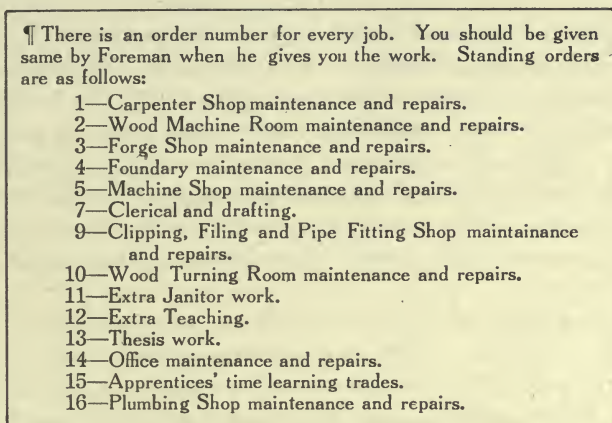 ¶ There is an order number for every job. You should be given
same by Foreman when he gives you the work. Standing orders
are as follows:
1—Carpenter Shop maintenance and repairs.
2—Wood Machine Room maintenance and repairs.
3—Forge Shop maintenance and repairs.
4—Foundary maintenance and repairs.
5—Machine Shop maintenance and repairs.
7—Clerical and drafting.
9—Clipping, Filing and Pipe Fitting Shop maintainance
and repairs.
10—Wood Turning Room maintenance and repairs.
11—Extra Janitor work.
12—Extra Teaching.
13—Thesis work.
14—Office maintenance and repairs.
15—Apprentices' time learning trades.
16—Plumbing Shop maintenance and repairs.